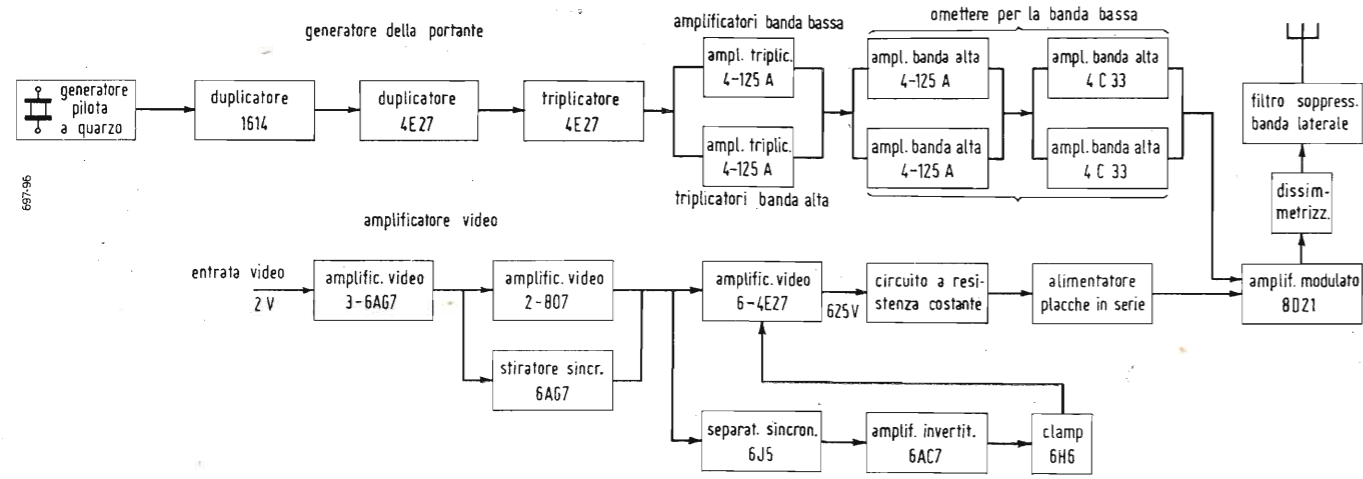 generatore della portante
amplificatori banda bassa
omettere per la banda bassa
generatore
pilota
a quarzo
duplicatore
1614
duplicatore
4E27
triplicatore
4E27
ampl. triplic.
4-125 A
ampl. triplic.
4-125 A
triplicatori banda alta
ampl. banda alta
4-125 A
ampl. banda alta
4-125 A
ampl. banda alta
4 C 33
ampl. banda alta
4 C 33
filtro soppress.
banda laterale
dissim-
metrizz.
697-96
amplificatore video
entrata video
2 V
amplific. video
3-6AG7
amplific. video
2-807
stiratore sincr.
6AG7
amplific. video
6-4E27
625V
circuito a resi-
stenza costante
alimentatore
placche in serie
amplif. modulato
8D21
separat. sincron.
6J5
amplif. invertit.
6AC7
clamp
6H6